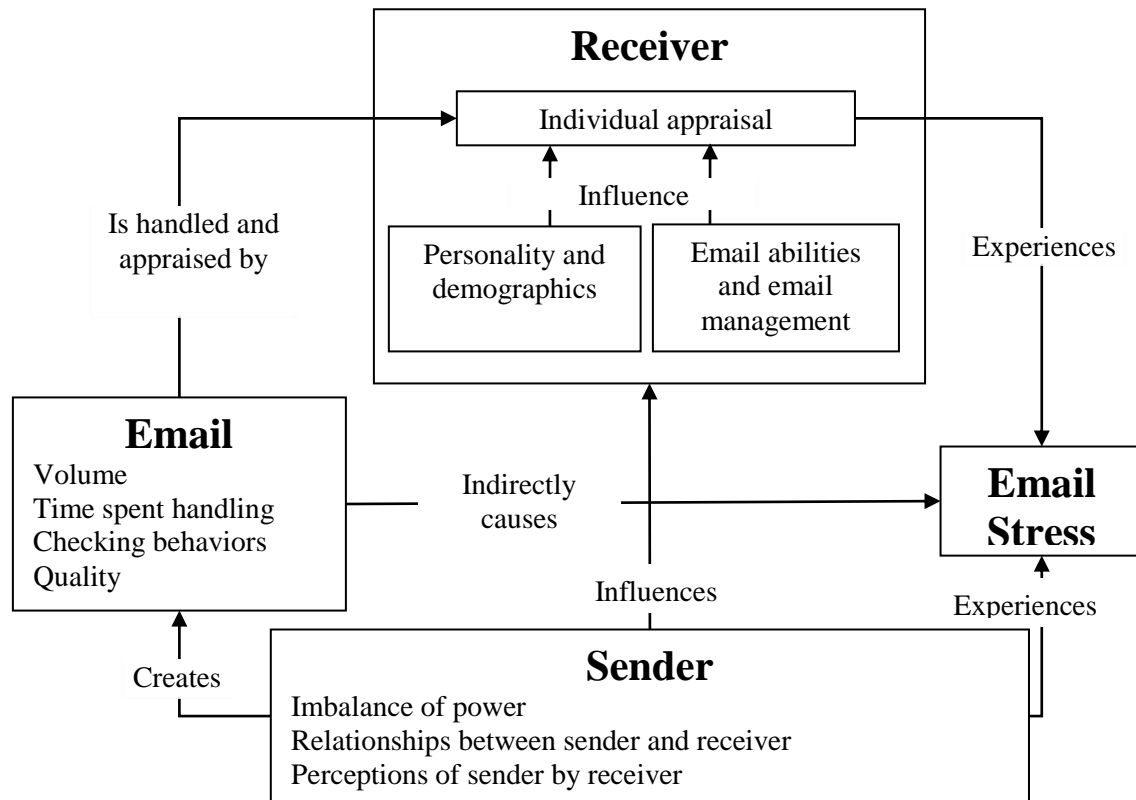 Receiver
Individual appraisal
Influence
Is handled and
appraised by
Personality and
demographics
Email abilities
and email
management
Experiences
Email
Volume
Time spent handling
Checking behaviors
Quality
Indirectly
causes
Email
Stress
Influences
Experiences
Creates
Sender
Imbalance of power
Relationships between sender and receiver
Perceptions of sender by receiver